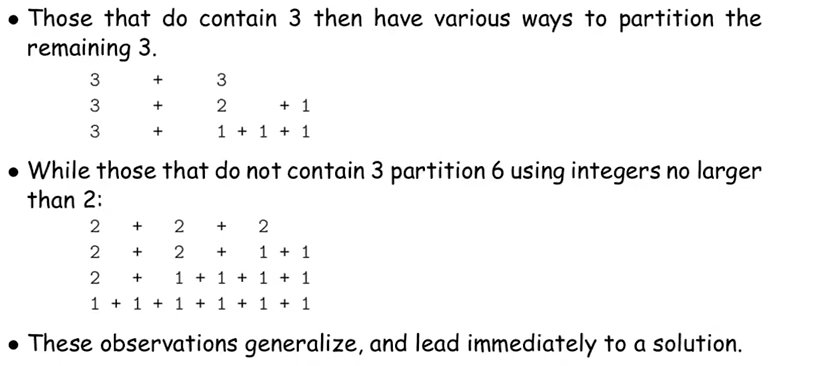 • Those that do contain 3 then have various ways to partition the
remaining 3.
3 + 3
3 + 2 + 1
3 + 1 + 1 + 1
• While those that do not contain 3 partition 6 using integers no larger
than 2:
2 + 2 + 2
2 + 2 + 1 + 1
2 + 1 + 1 + 1 + 1
1 + 1 + 1 + 1 + 1 + 1
• These observations generalize, and lead immediately to a solution.